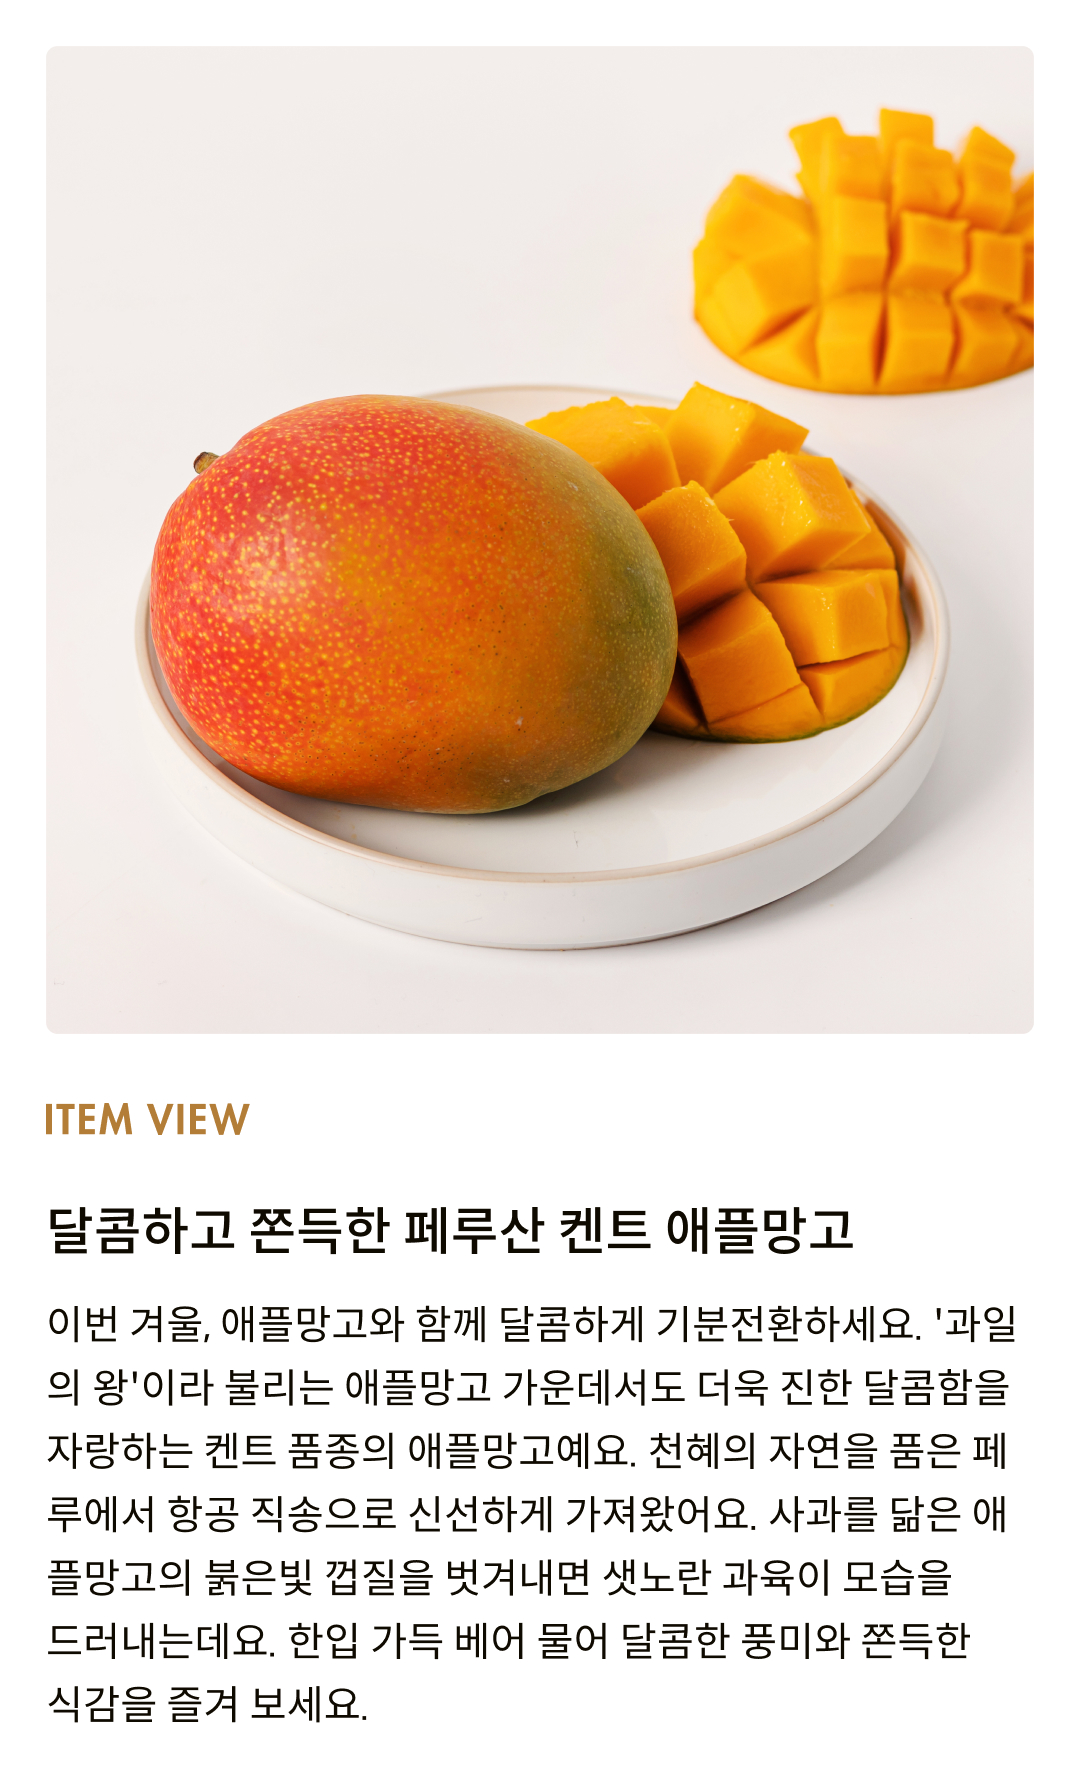 ITEM VIEW
달콤하고 쫀득한 페루산 켄트 애플망고
이번 겨울, 애플망고와 함께 달콤하게 기분전환하세요. '과일
의 왕'이라 불리는 애플망고 가운데서도 더욱 진한 달콤함을
자랑하는 켄트 품종의 애플망고예요. 천혜의 자연을 품은 페
루에서 항공 직송으로 신선하게 가져왔어요. 사과를 닮은 애
플망고의 붉은빛 껍질을 벗겨내면 샛노란 과육이 모습을
드러내는데요. 한입 가득 베어 물어 달콤한 풍미와 쫀득한
식감을 즐겨 보세요.